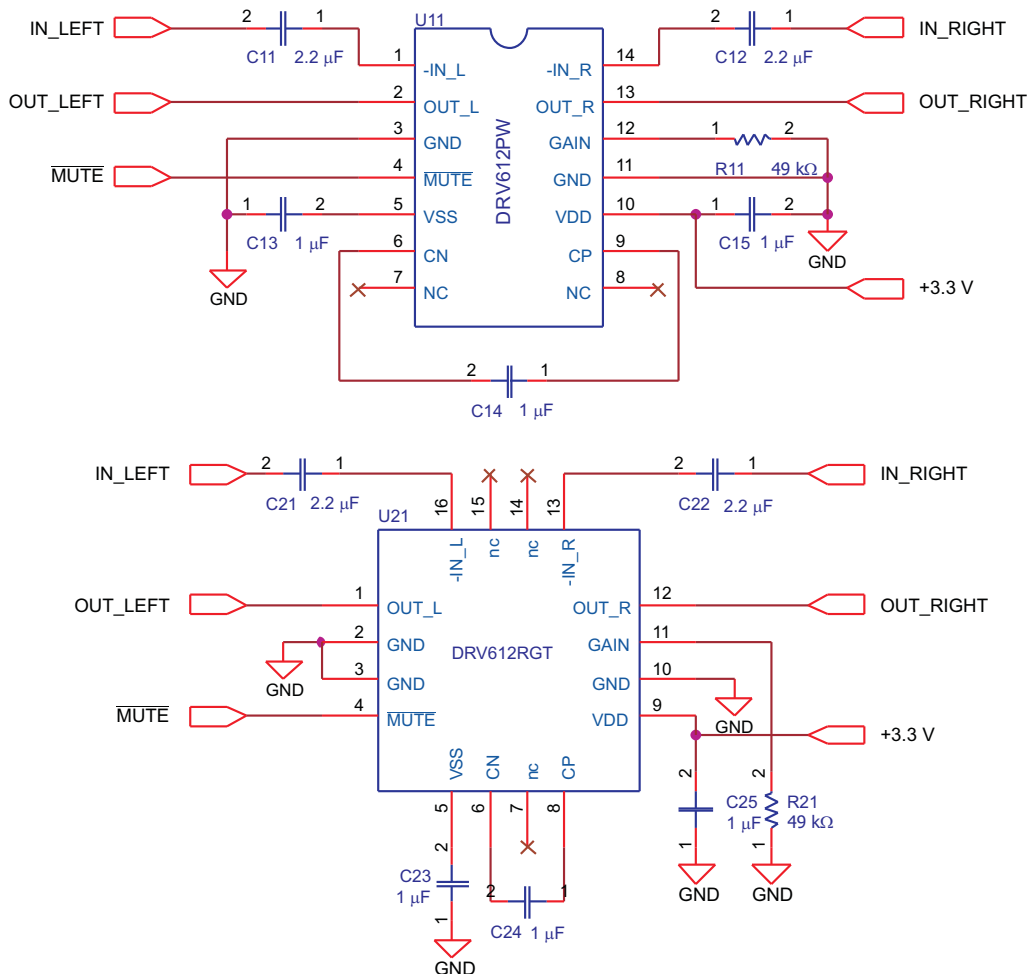 2 1 U11 2 1
IN_LEFT IN_RIGHT
C11 2.2 µF 1 -IN_L -IN_R 14 C12 2.2 µF
OUT_LEFT 2 OUT_L OUT_R 13 OUT_RIGHT
3 GND GAIN 12 1 2
R11 49 kΩ
MUTE 4 MUTE GND 11
DRV612PW
1 2 5 VSS VDD 10 1 2
C13 1 µF C15 1 µF
6 CN CP 9
GND GND
7 NC NC 8 +3.3 V
2 1
C14 1 µF
IN_LEFT 2 1 2 1 IN_RIGHT
C21 2.2 µF 16 15 14 13 C22 2.2 µF
U21
-IN_L nc nc -IN_R
OUT_LEFT 1 OUT_L OUT_R 12 OUT_RIGHT
2 GND GAIN 11
DRV612RGT
3 GND GND 10
GND GND
MUTE 4 MUTE VDD 9
+3.3 V
VSS CN nc CP
5 6 7 8
2 2
C25 R21
1 µF 49 kΩ
1 1
GND GND
2
C23
1 µF
1
2 1
C24 1 µF
GND